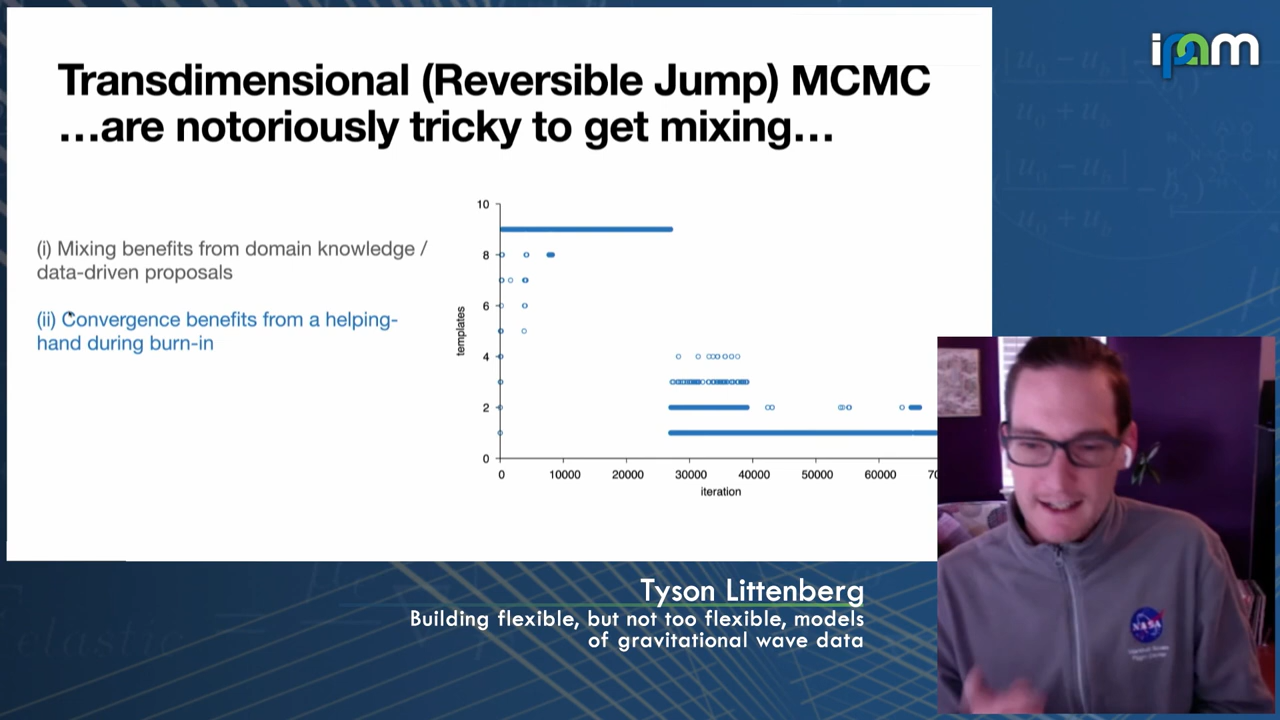 ipam
Transdimensional (Reversible Jump) MCMC
…are notoriously tricky to get mixing…
(i) Mixing benefits from domain knowledge /
data-driven proposals
(ii) Convergence benefits from a helping-
hand during burn-in
10
8
6
4
2
0
templates
0 10000 20000 30000 40000 50000 60000
iteration
Tyson Littenberg
Building flexible, but not too flexible, models
of gravitational wave data
NASA